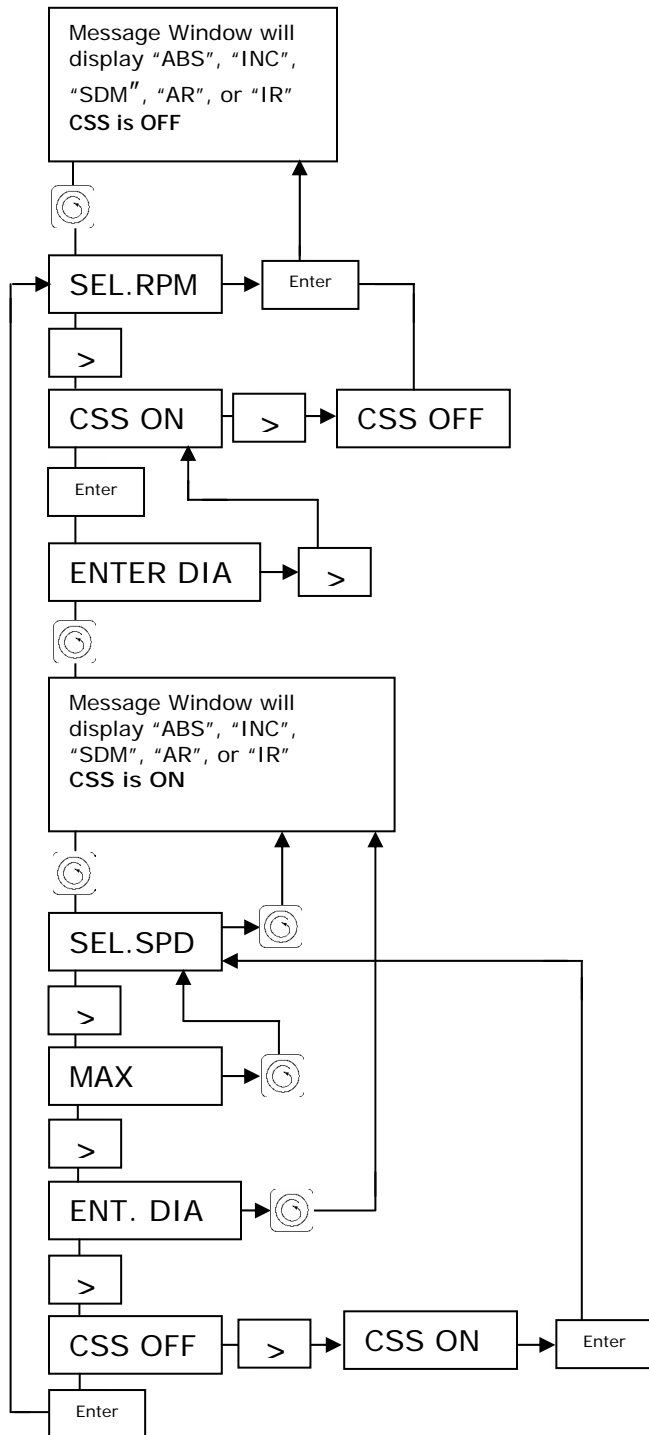 Message Window will
display “ABS”, “INC”,
“SDM”, “AR”, or “IR”
CSS is OFF
SEL.RPM
Enter
>
CSS ON
>
CSS OFF
Enter
ENTER DIA
>
Message Window will
display “ABS”, “INC”,
“SDM”, “AR”, or “IR”
CSS is ON
SEL.SPD
>
MAX
>
ENT. DIA
>
CSS OFF
>
CSS ON
Enter
Enter